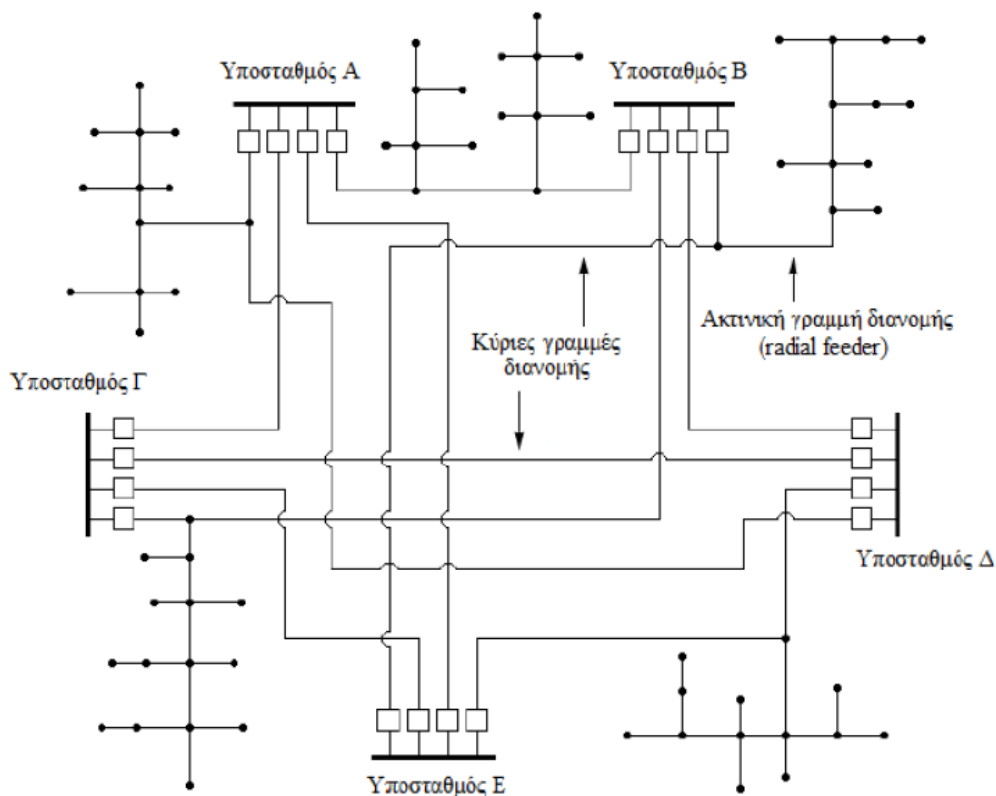 Υποσταθμός Α
Υποσταθμός Β
Κύριες γραμμές
διανομής
Ακτινική γραμμή διανομής
(radial feeder)
Υποσταθμός Γ
Υποσταθμός Δ
Υποσταθμός Ε